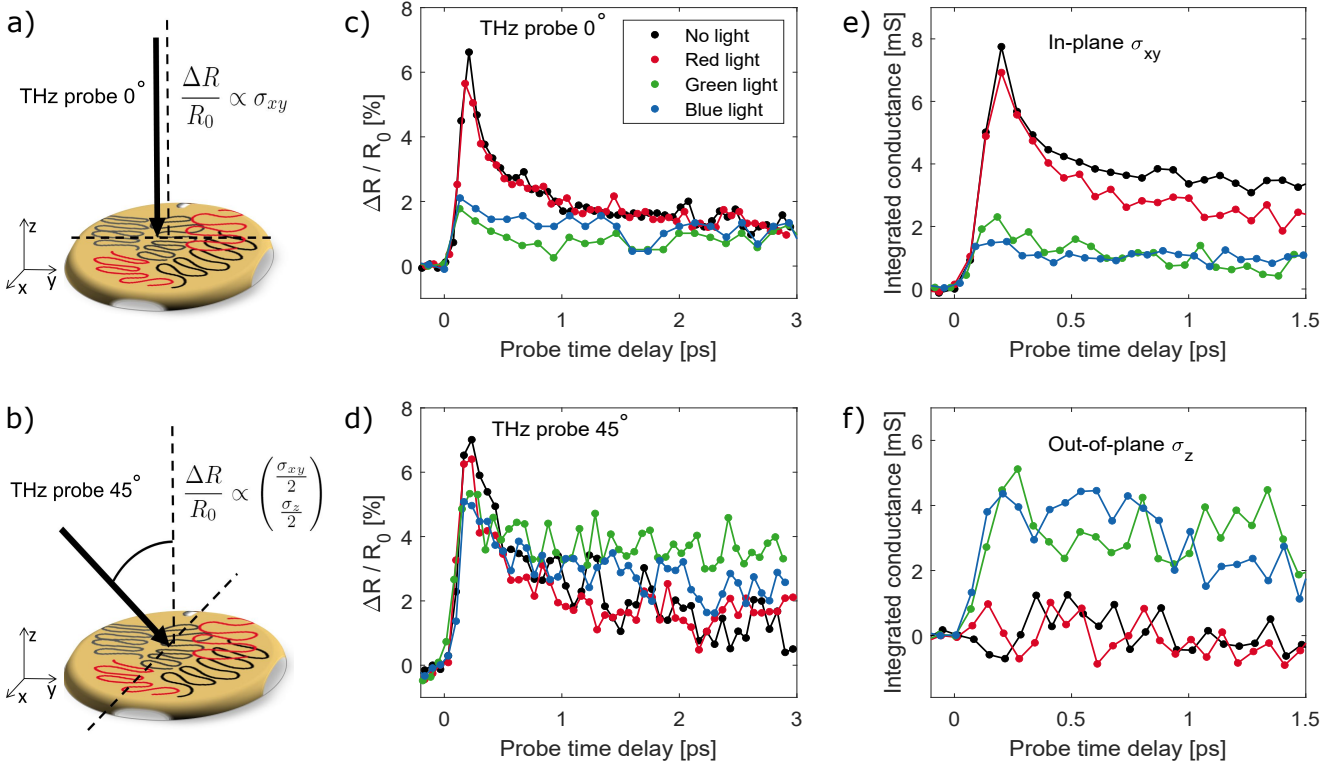 a)
THz probe 0°
ΔR / R0 ∝ σxy
z
y
x
b)
THz probe 45°
ΔR / R0 ∝ (σxy / 2
σz / 2)
z
y
x
c)
THz probe 0°
No light
Red light
Green light
Blue light
ΔR / R0 [%]
8
6
4
2
0
0 1 2 3
Probe time delay [ps]
d)
THz probe 45°
ΔR / R0 [%]
8
6
4
2
0
0 1 2 3
Probe time delay [ps]
e)
In-plane σxy
Integrated conductance [mS]
8
6
4
2
0
0 0.5 1 1.5
Probe time delay [ps]
f)
Out-of-plane σz
Integrated conductance [mS]
6
4
2
0
0 0.5 1 1.5
Probe time delay [ps]